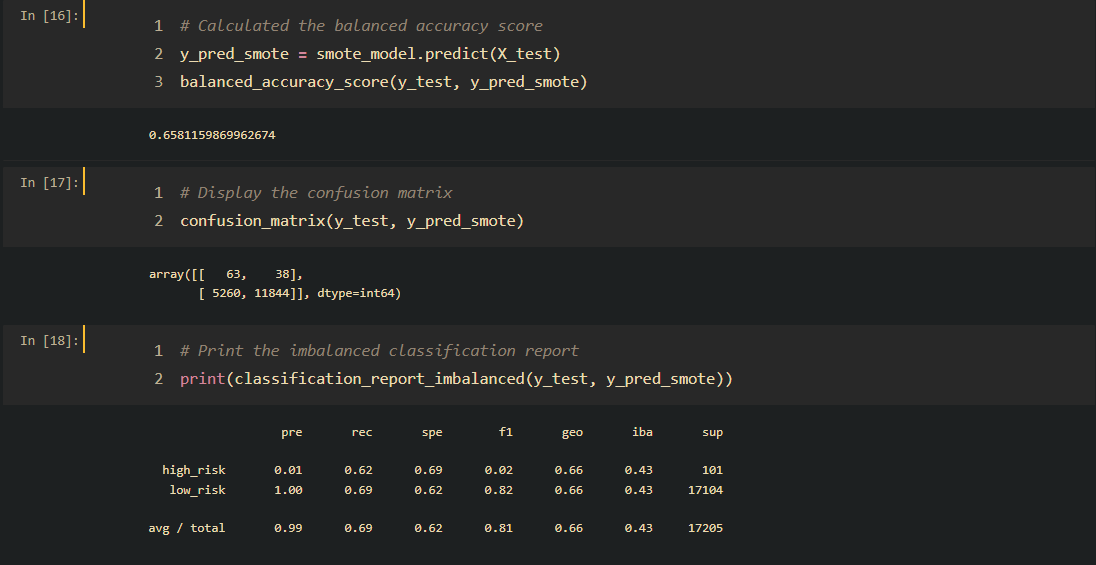 In [16]:
1 # Calculated the balanced accuracy score
2 y_pred_smote = smote_model.predict(X_test)
3 balanced_accuracy_score(y_test, y_pred_smote)
0.6581159869962674
In [17]:
1 # Display the confusion matrix
2 confusion_matrix(y_test, y_pred_smote)
array([[   63,    38],
       [ 5260, 11844]], dtype=int64)
In [18]:
1 # Print the imbalanced classification report
2 print(classification_report_imbalanced(y_test, y_pred_smote))
pre rec spe f1 geo iba sup
high_risk 0.01 0.62 0.69 0.02 0.66 0.43 101
low_risk 1.00 0.69 0.62 0.82 0.66 0.43 17104
avg / total 0.99 0.69 0.62 0.81 0.66 0.43 17205